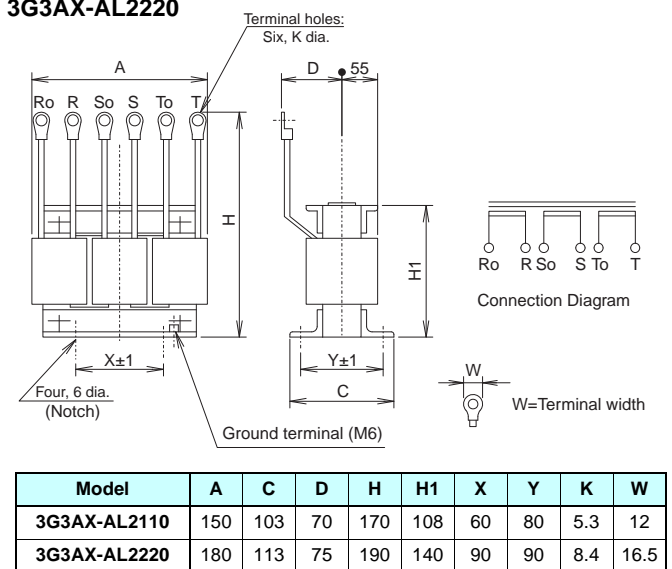 3G3AX-AL2220
Terminal holes:
Six, K dia.
A
D
55
Ro R So S To T
H
H1
Ro R So S To T
Connection Diagram
X±1
Y±1
C
W
W=Terminal width
Four, 6 dia.
(Notch)
Ground terminal (M6)
Model A C D H H1 X Y K W
3G3AX-AL2110 150 103 70 170 108 60 80 5.3 12
3G3AX-AL2220 180 113 75 190 140 90 90 8.4 16.5